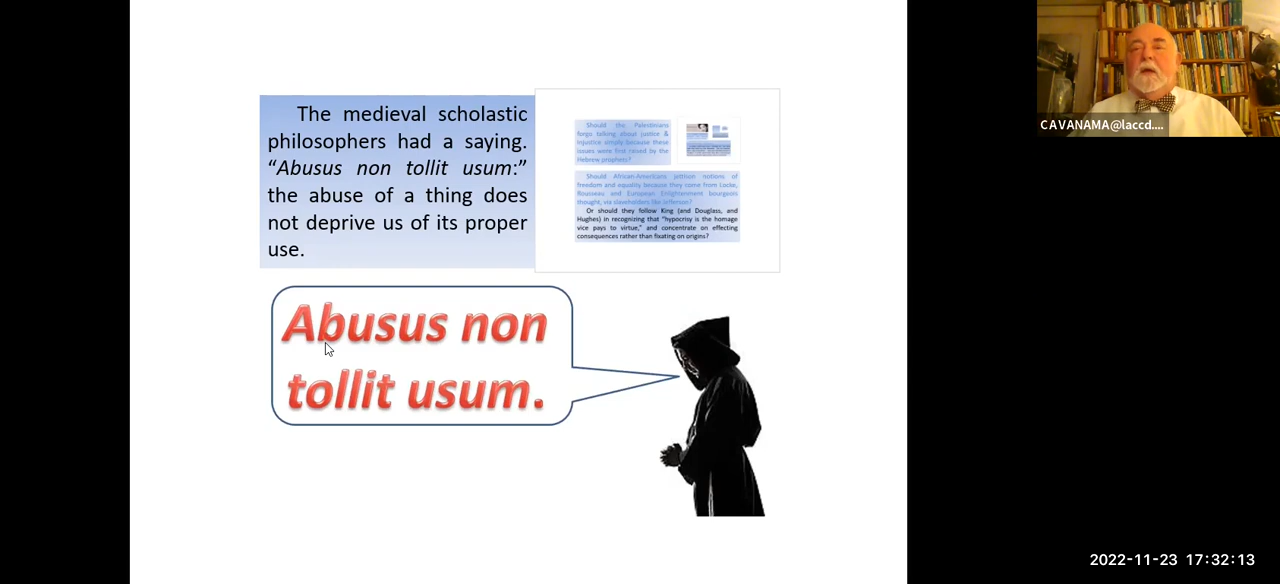 The medieval scholastic
philosophers had a saying.
“Abusus non tollit usum:”
the abuse of a thing does
not deprive us of its proper
use.
Should the Palestinians
forgo talking about justice &
injustice simply because these
issues were first raised by the
Hebrew prophets?
Should African-Americans jettison notions of
freedom and equality because they came from Locke,
Rousseau and European Enlightenment bourgeois
thought, via slaveholders like Jefferson?
Or should they follow King (and Douglass, and
Hughes) in recognizing that “hypocrisy is the homage
vice pays to virtue,” and concentrate on effecting
consequences rather than fixating on origins?
Abusus non
tollit usum.
CAVANAMA@laccd....
2022-11-23 17:32:13